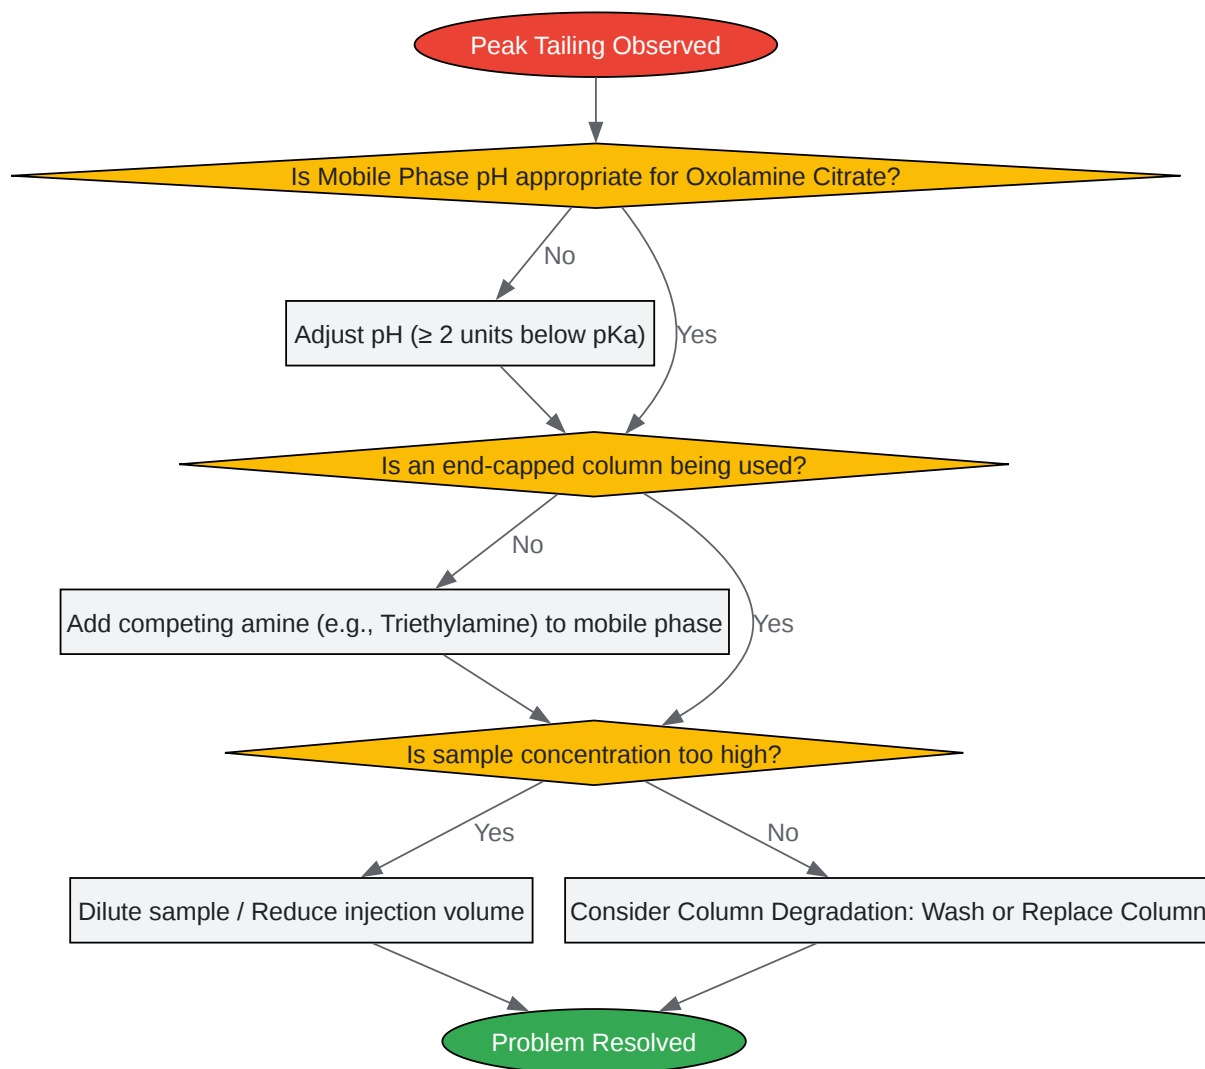 Peak Tailing Observed
Is Mobile Phase pH appropriate for Oxolamine Citrate?
No
Adjust pH (≥ 2 units below pKa)
Yes
Is an end-capped column being used?
No
Add competing amine (e.g., Triethylamine) to mobile phase
Yes
Is sample concentration too high?
Yes
No
Dilute sample / Reduce injection volume
Consider Column Degradation: Wash or Replace Column
Problem Resolved